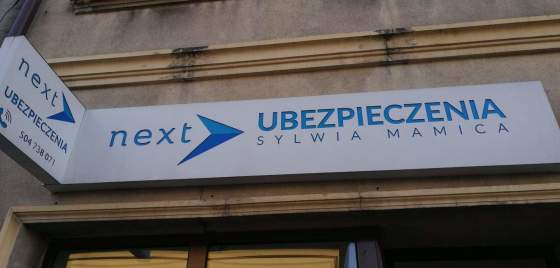 next
UBEZPIECZENIA
504 738 071
next
UBEZPIECZENIA
SYLWIA MAMICA